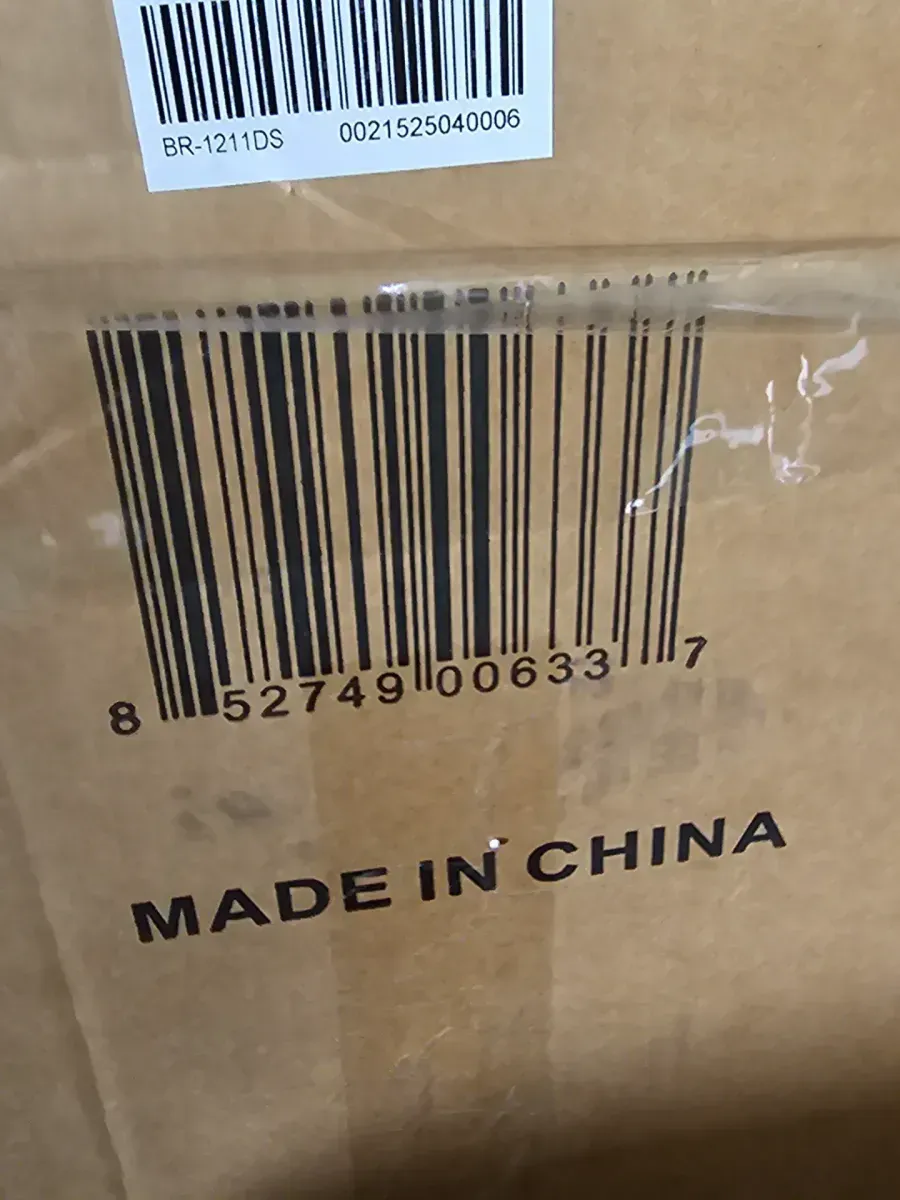 BR-1211DS 0021525040006
8 52749 00633 7
MADE IN CHINA